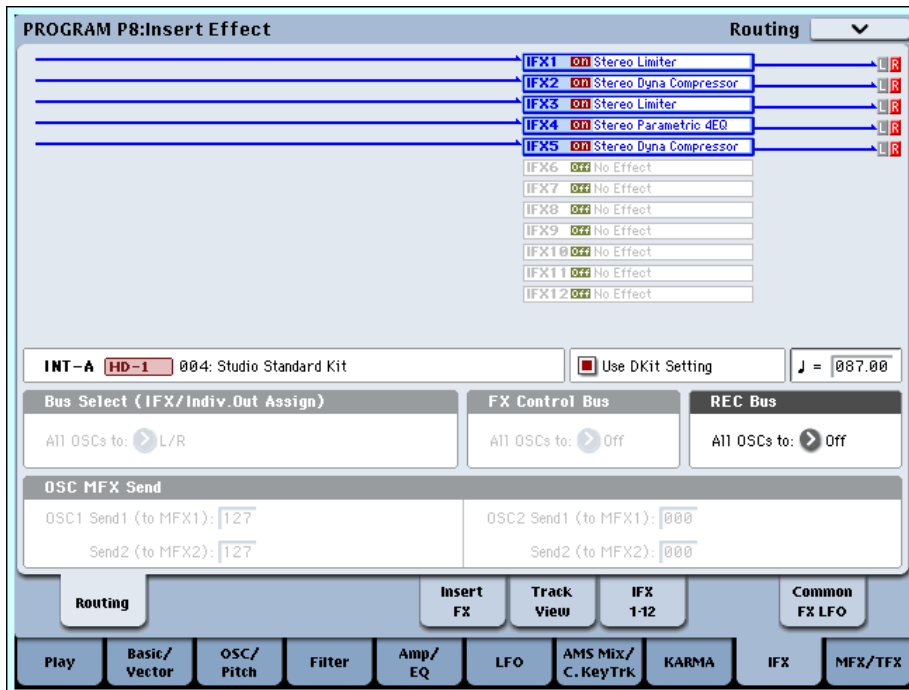 PROGRAM P8:Insert Effect Routing
IFX1 On Stereo Limiter L R
IFX2 On Stereo Dyna Compressor L R
IFX3 On Stereo Limiter L R
IFX4 On Stereo Parametric 4EQ L R
IFX5 On Stereo Dyna Compressor L R
IFX6 Off No Effect
IFX7 Off No Effect
IFX8 Off No Effect
IFX9 Off No Effect
IFX10 Off No Effect
IFX11 Off No Effect
IFX12 Off No Effect
INT-A HD-1 004: Studio Standard Kit Use DKit Setting ♩ = 087.00
Bus Select (IFX/Indiv.Out Assign) FX Control Bus REC Bus
All OSCs to: L/R All OSCs to: Off All OSCs to: Off
OSC MFX Send
OSC1 Send1 (to MFX1): 127 OSC2 Send1 (to MFX1): 000
Send2 (to MFX2): 127 Send2 (to MFX2): 000
Routing Insert FX Track View IFX 1-12 Common FX LFO
Play Basic/Vector OSC/Pitch Filter Amp/EQ LFO AMS Mix/C.KeyTrk KARMA IFX MFX/TFX